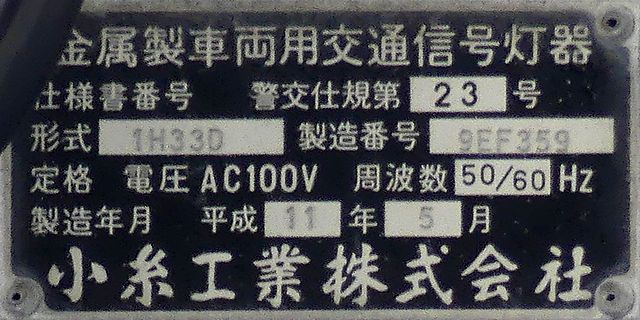 金属製車両用交通信号灯器
仕様書番号 警交仕規第 23 号
形式 1H33D 製造番号 9EF359
定格 電圧 AC100V 周波数 50/60 Hz
製造年月 平成 11 年 5 月
小糸工業株式会社